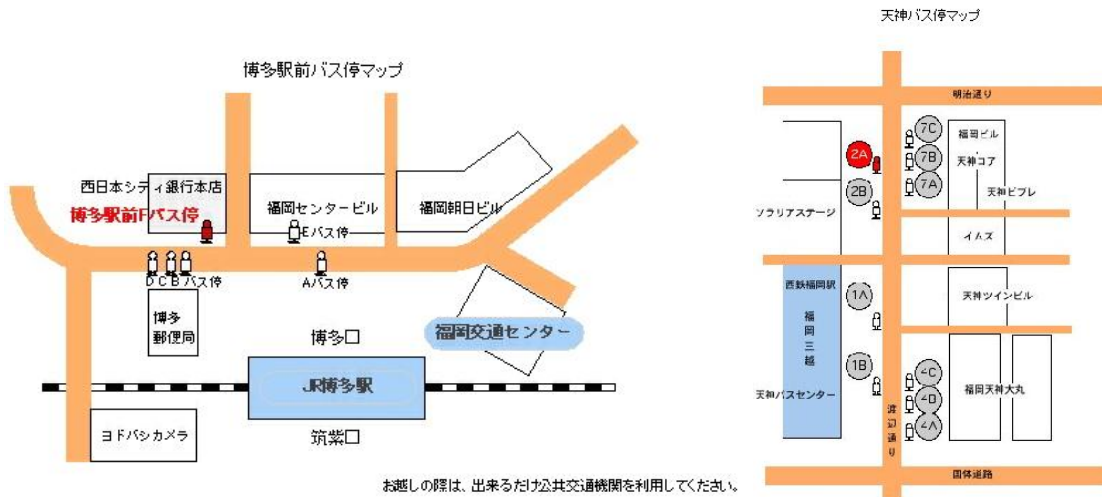 天神バス停マップ
博多駅前バス停マップ
西日本シティ銀行本店
博多駅前Fバス停
福岡センタービル
福岡朝日ビル
Eバス停
D C B バス停
Aバス停
博多
郵便局
博多口
福岡交通センター
JR博多駅
筑紫口
ヨドバシカメラ
お越しの際は、出来るだけ公共交通機関を利用してください。
明治通り
7C
福岡ビル
2A
7B
天神コア
7A
天神ビブレ
2B
ソラリアステージ
イムズ
西鉄福岡駅
1A
天神ツインビル
福岡三越
1B
天神バスセンター
4C
4B
4A
福岡天神大丸
渡辺通り
国体道路